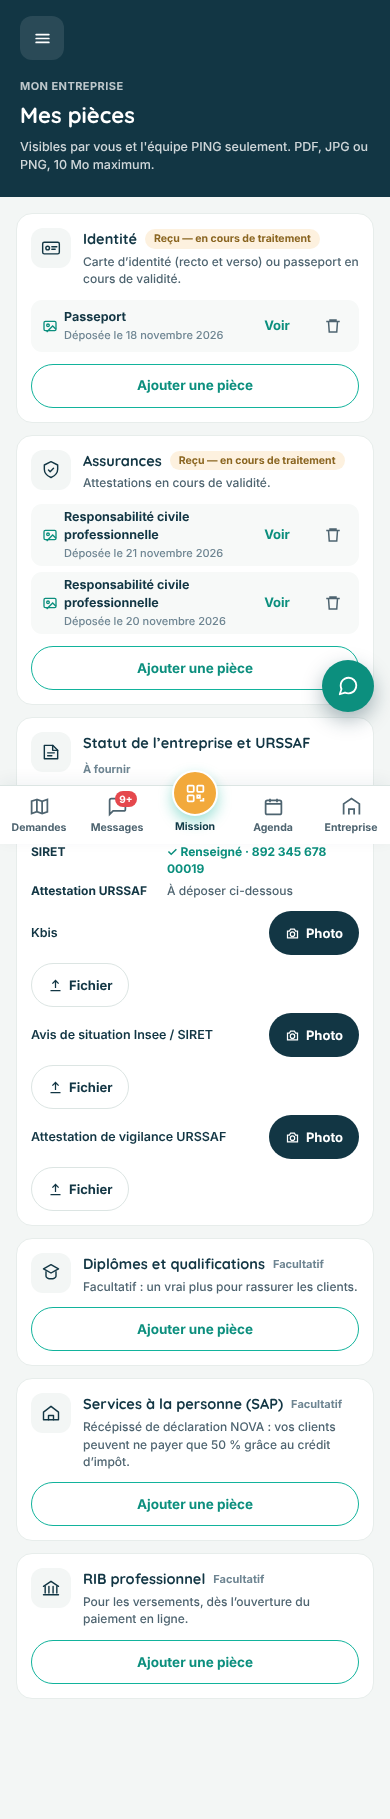 MON ENTREPRISE
Mes pièces
Visibles par vous et l'équipe PING seulement. PDF, JPG ou
PNG, 10 Mo maximum.
Identité
Reçu — en cours de traitement
Carte d’identité (recto et verso) ou passeport en
cours de validité.
Passeport
Déposée le 18 novembre 2026
Voir
Ajouter une pièce
Assurances
Reçu — en cours de traitement
Attestations en cours de validité.
Responsabilité civile
professionnelle
Déposée le 21 novembre 2026
Voir
Responsabilité civile
professionnelle
Déposée le 20 novembre 2026
Voir
Ajouter une pièce
Statut de l’entreprise et URSSAF
À fournir
Demandes
9+
Messages
Mission
Agenda
Entreprise
SIRET
✓ Renseigné · 892 345 678
00019
Attestation URSSAF
À déposer ci-dessous
Kbis
Photo
Fichier
Avis de situation Insee / SIRET
Photo
Fichier
Attestation de vigilance URSSAF
Photo
Fichier
Diplômes et qualifications
Facultatif
Facultatif : un vrai plus pour rassurer les clients.
Ajouter une pièce
Services à la personne (SAP)
Facultatif
Récépissé de déclaration NOVA : vos clients
peuvent ne payer que 50 % grâce au crédit
d’impôt.
Ajouter une pièce
RIB professionnel
Facultatif
Pour les versements, dès l’ouverture du
paiement en ligne.
Ajouter une pièce